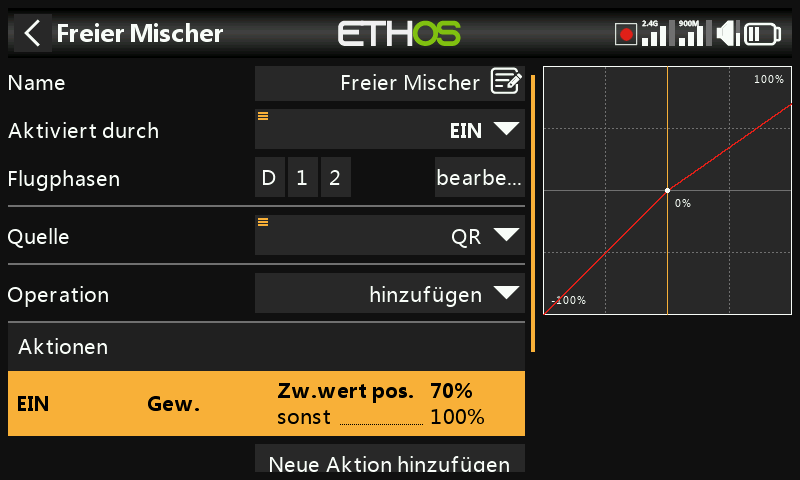 Freier Mischer
ETHOS
2.4G
900M
Name
Freier Mischer
Aktiviert durch
EIN
Flugphasen
D
1
2
bearbe...
Quelle
QR
Operation
hinzufügen
Aktionen
EIN
Gew.
Zw.wert pos. 70%
sonst 100%
Neue Aktion hinzufügen
100%
0%
-100%